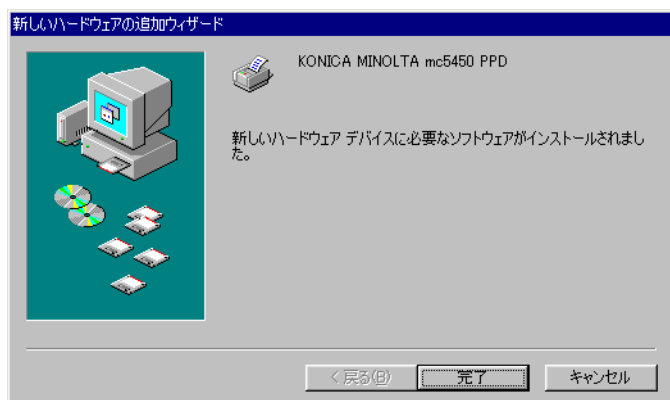 新しいハードウェアの追加ウィザード
KONICA MINOLTA mc5450 PPD
新しいハードウェア デバイスに必要なソフトウェアがインストールされまし
た。
< 戻る(B)
完了
キャンセル